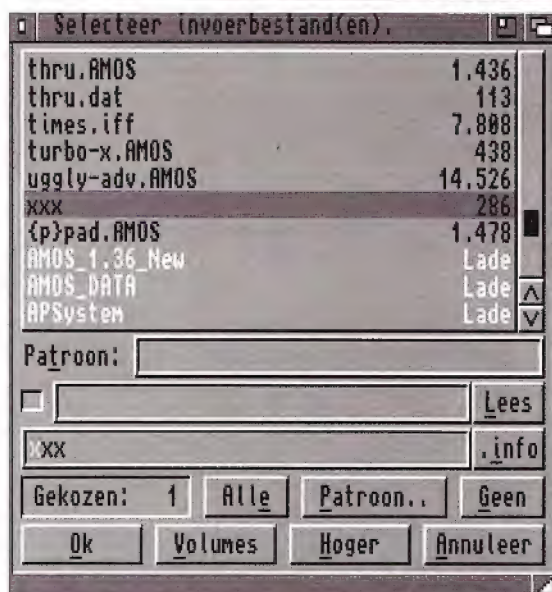 Selecteer invoerbestand(en).
thru.AMOS 1.436
thru.dat 113
times.iff 7.808
turbo-x.AMOS 438
uggly-adv.AMOS 14.526
xxx 286
{p}pad.AMOS 1.478
AMOS_1.36_New Lade
AMOS_DATA Lade
APSystem Lade
Patroon:
Lees
xxx .info
Gekozen: 1 Alle Patroon.. Geen
Ok Volumes Hoger Annuleer